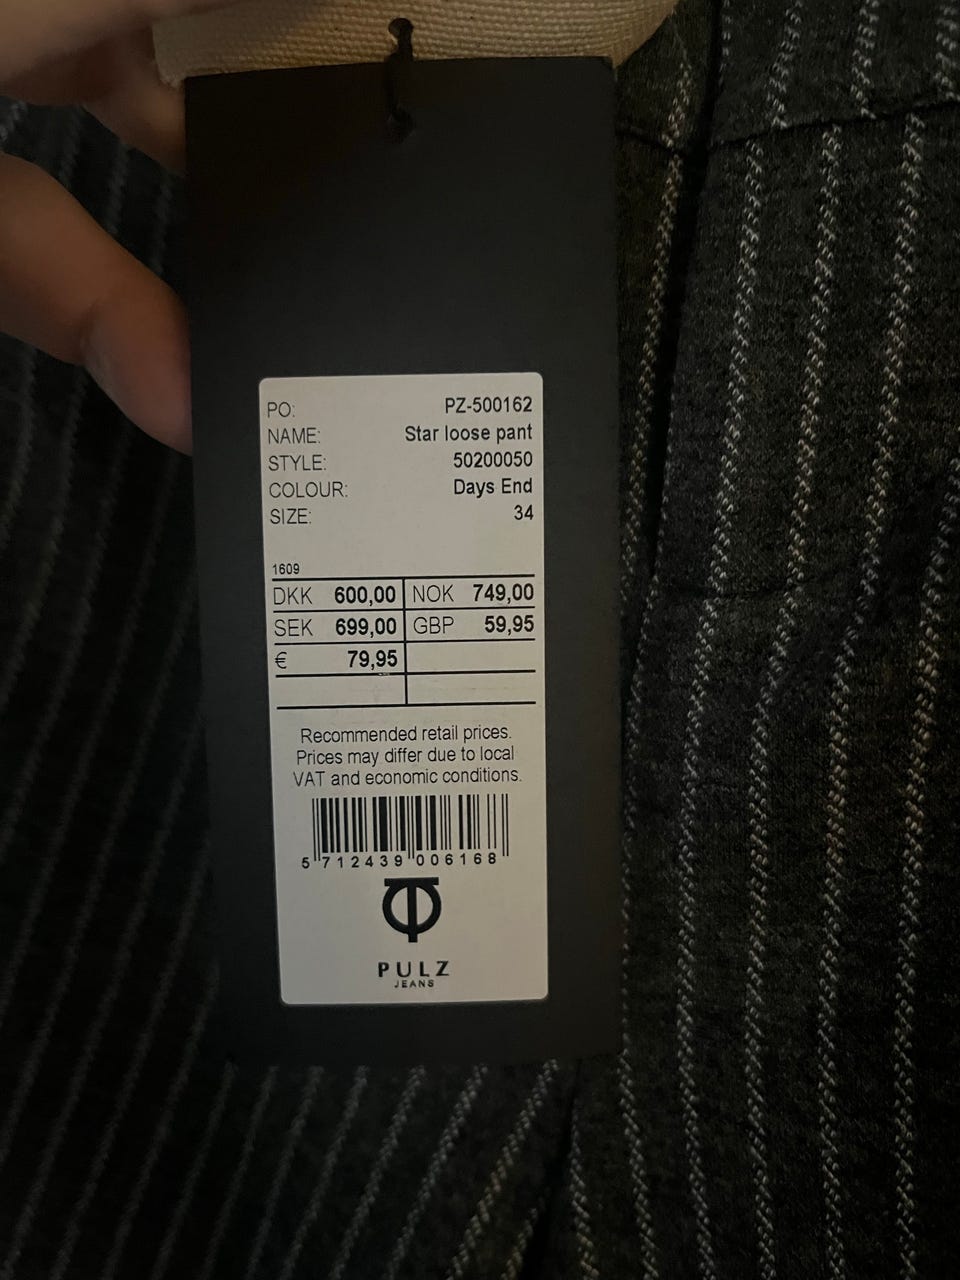 PO: PZ-500162
NAME: Star loose pant
STYLE: 50200050
COLOUR: Days End
SIZE: 34
1609
DKK 600,00 NOK 749,00
SEK 699,00 GBP 59,95
€ 79,95
Recommended retail prices.
Prices may differ due to local
VAT and economic conditions.
5 712439 006168
PULZ
JEANS